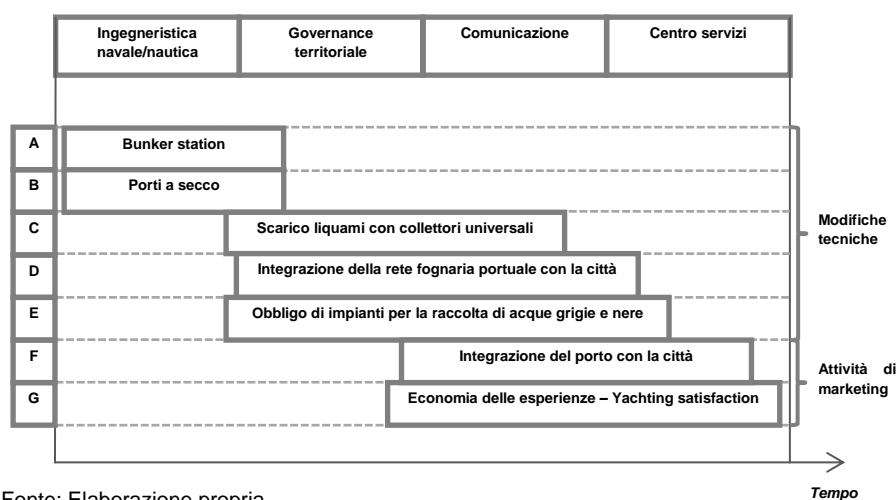 Ingegneristica
navale/nautica
Governance
territoriale
Comunicazione
Centro servizi
A
Bunker station
B
Porti a secco
C
Scarico liquami con collettori universali
D
Integrazione della rete fognaria portuale con la città
E
Obbligo di impianti per la raccolta di acque grigie e nere
Modifiche
tecniche
F
Integrazione del porto con la città
G
Economia delle esperienze – Yachting satisfaction
Attività di
marketing
Tempo
Fonte: Elaborazione propria